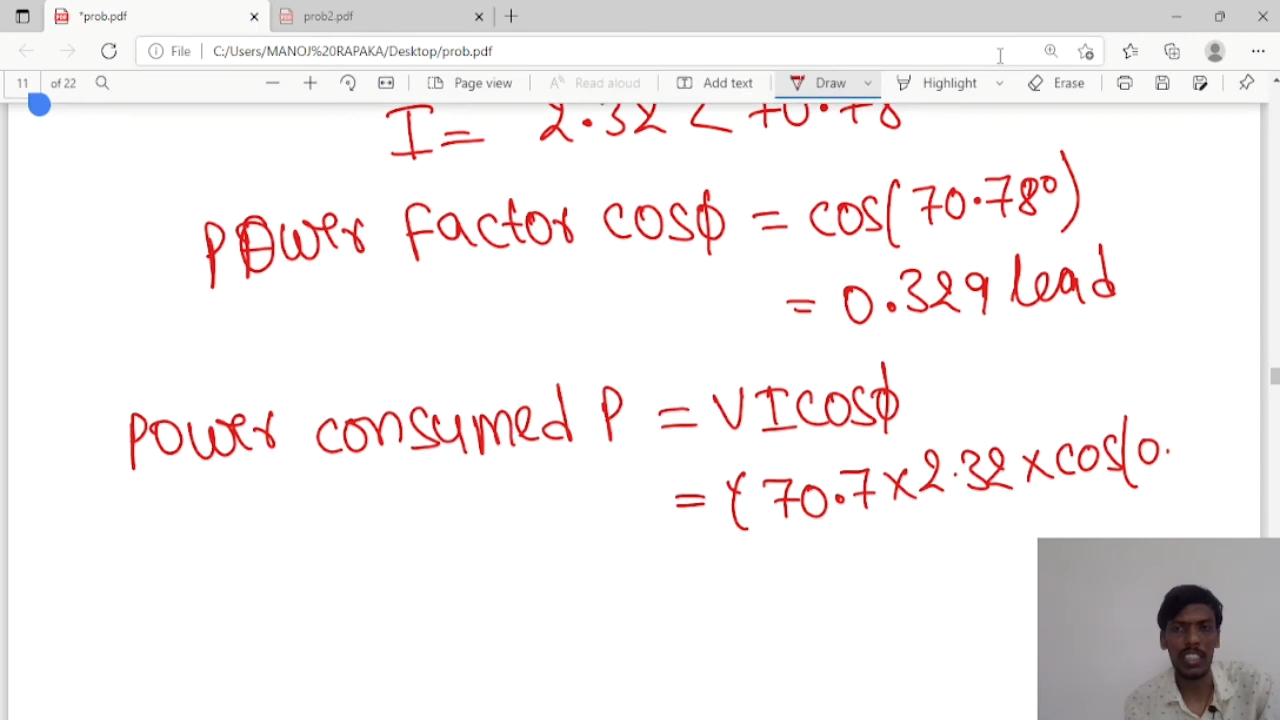 *prob.pdf
prob2.pdf
File
C:/Users/MANOJ%20RAPAKA/Desktop/prob.pdf
11 of 22
Page view
Read aloud
Add text
Draw
Highlight
Erase
I = 2.32 <
Power Factor cosϕ = cos(70.78°)
= 0.329 lead
Power consumed P = VIcosϕ
= (70.7×2.32×cos(0.